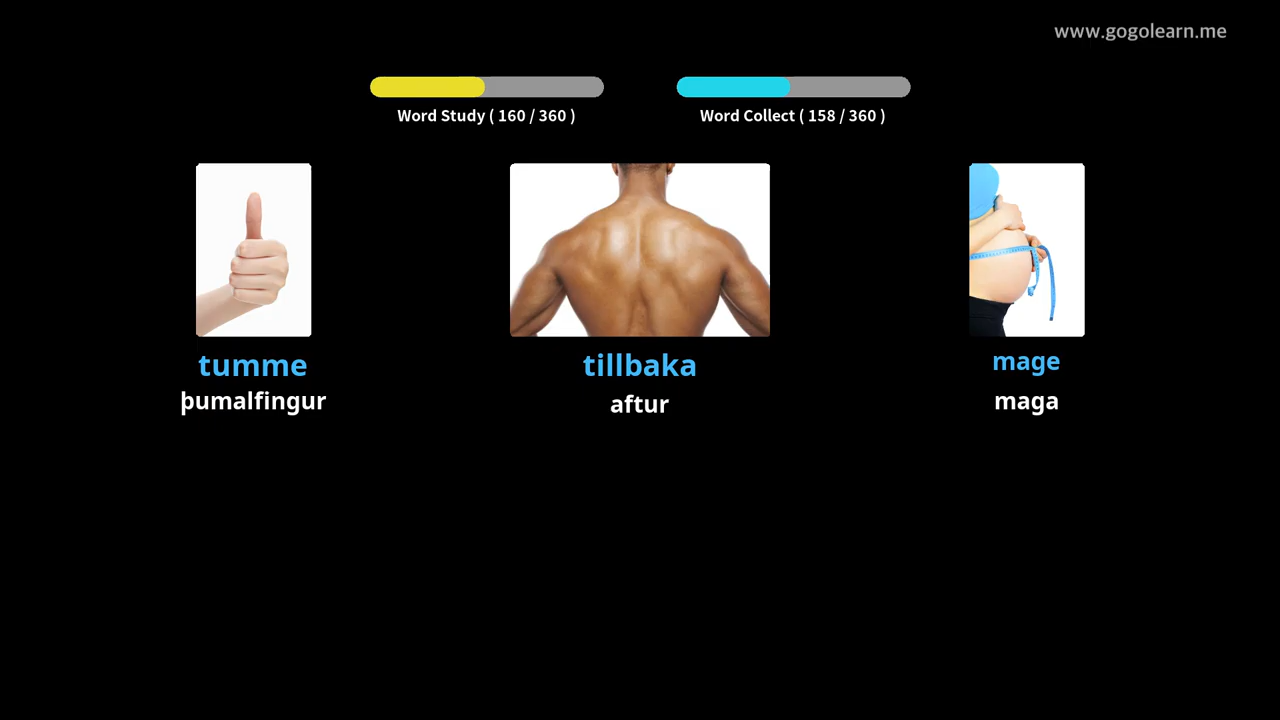 www.gogolearn.me
Word Study ( 160 / 360 )
Word Collect ( 158 / 360 )
tumme
tillbaka
mage
þumalfingur
aftur
maga